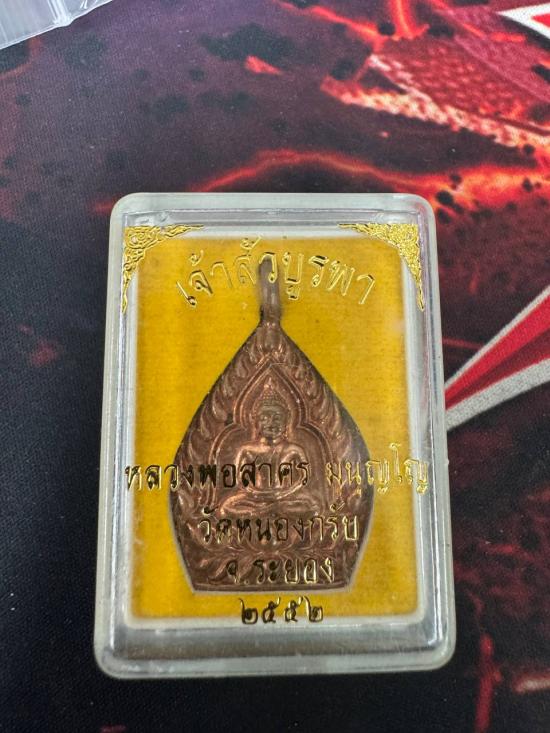 เจ้าสัวบูรพา
หลวงพ่อสาคร มนุญโญ
วัดหนองกรับ
จ.ระยอง
๒๕๕๒